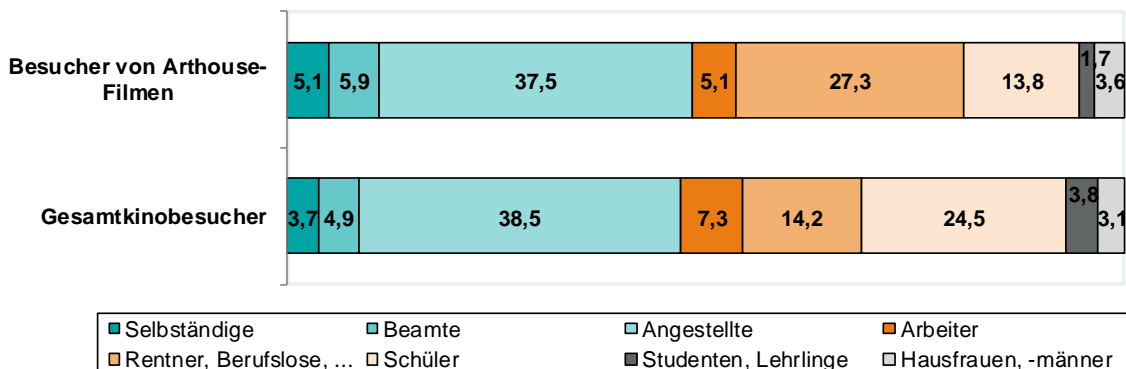 Besucher von Arthouse-
Filmen
5,1 5,9 37,5 5,1 27,3 13,8 1,7 3,6
Gesamtkinobesucher
3,7 4,9 38,5 7,3 14,2 24,5 3,8 3,1
Selbständige Beamte Angestellte Arbeiter
Rentner, Berufslose, ... Schüler Studenten, Lehrlinge Hausfrauen, -männer